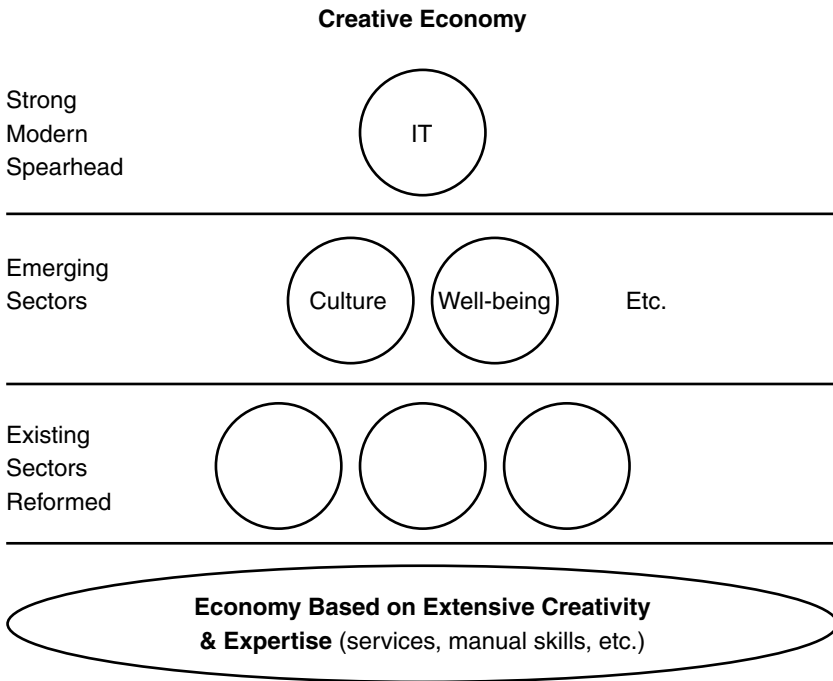 Creative Economy
Strong
Modern
Spearhead
IT
Emerging
Sectors
Culture
Well-being
Etc.
Existing
Sectors
Reformed
Economy Based on Extensive Creativity
& Expertise (services, manual skills, etc.)